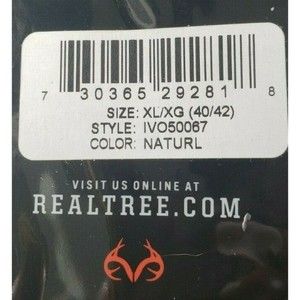 7 30365 29281 8
SIZE: XL/XG (40/42)
STYLE: IVO50067
COLOR: NATURL
VISIT US ONLINE AT
REALTREE.COM